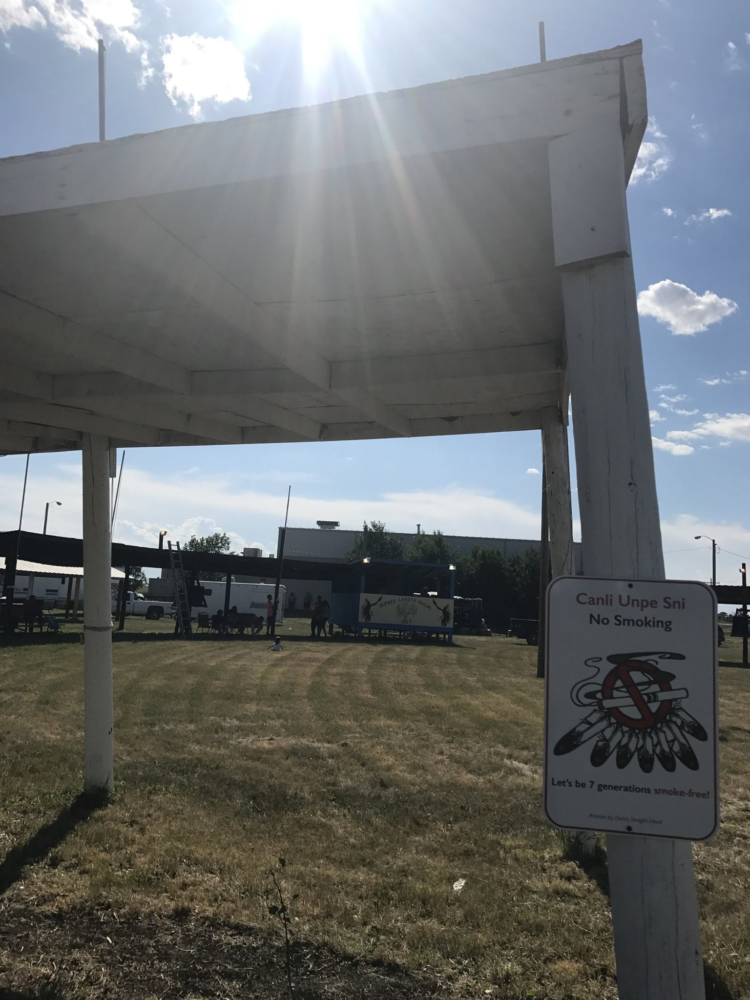 DUPREE LAKOTA WACIPI
2017
Canli Unpe Sni
No Smoking
Let's be 7 generations smoke-free!
Artwork by: Derek Straight Head